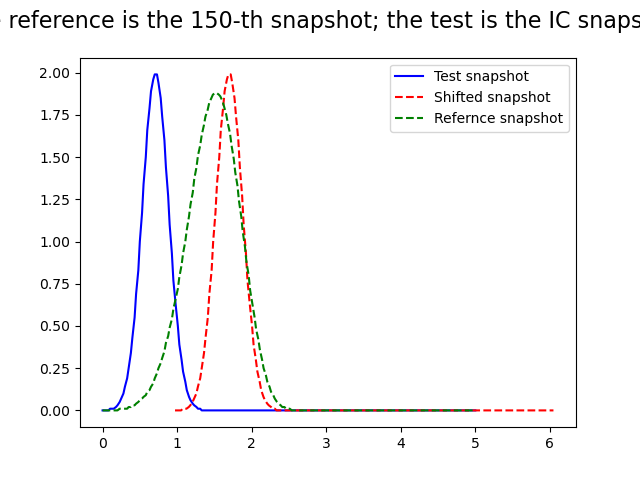 reference is the 150-th snapshot; the test is the IC snaps
Test snapshot
Shifted snapshot
Refernce snapshot
2.00
1.75
1.50
1.25
1.00
0.75
0.50
0.25
0.00
0 1 2 3 4 5 6